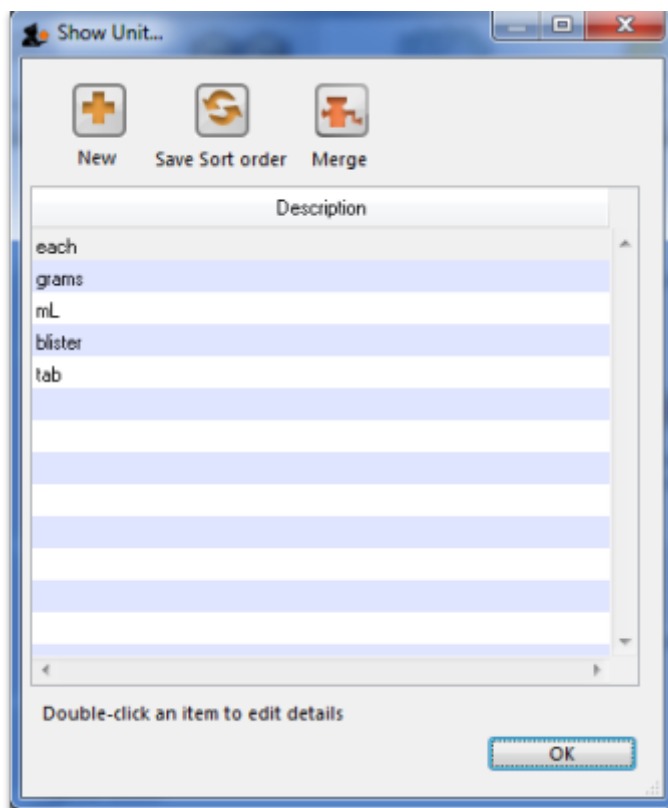 Show Unit...
New Save Sort order Merge
Description
each
grams
mL
blister
tab
Double-click an item to edit details
OK